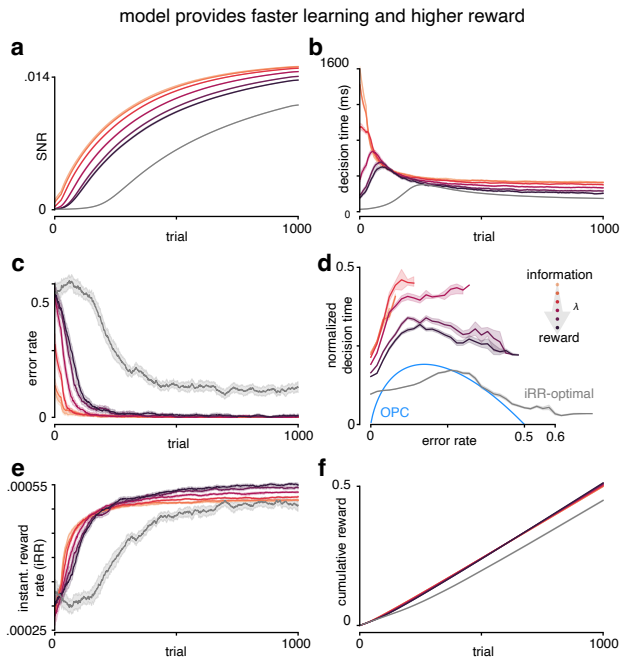 model provides faster learning and higher reward
a
.014
SNR
0
0
trial
1000
b
1600
decision time (ms)
0
0
trial
1000
c
0.5
error rate
0
0
trial
1000
d
0.5
normalized
decision time
0
information
λ
reward
iRR-optimal
OPC
0
0.5
0.6
error rate
e
.00055
instant. reward
rate (iRR)
.00025
0
trial
1000
f
0.5
cumulative reward
0
0
trial
1000